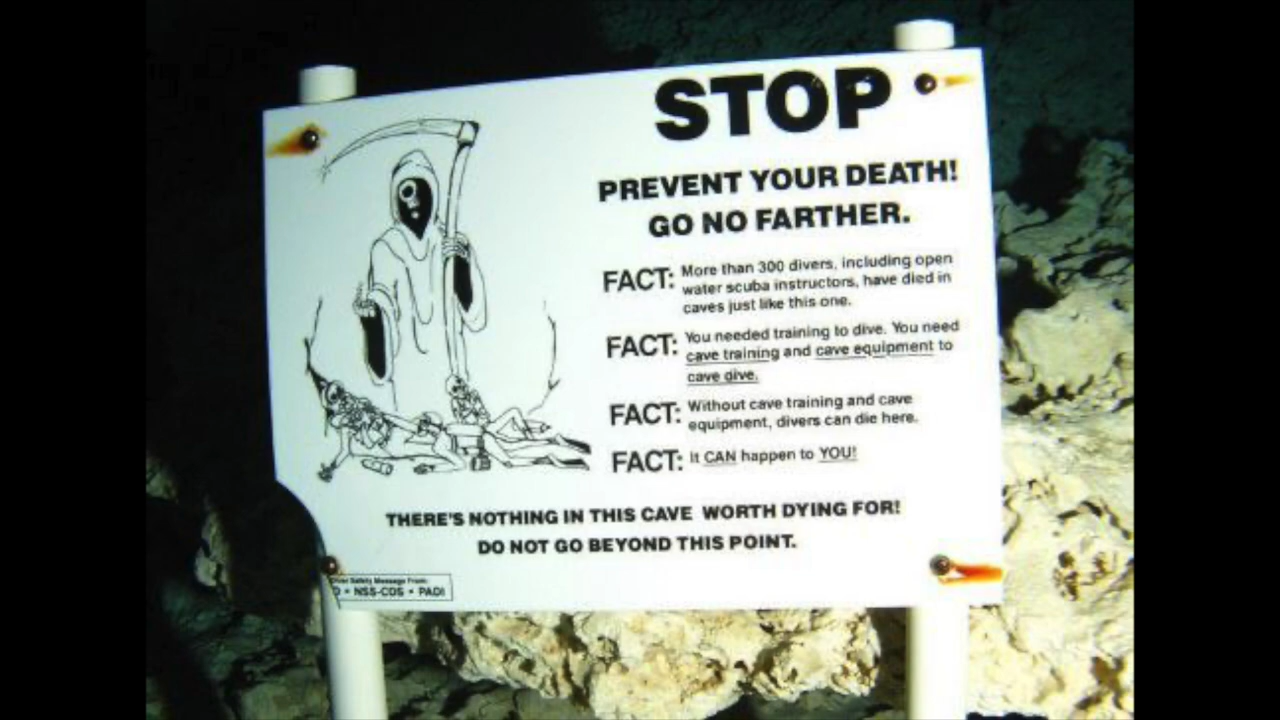 STOP
PREVENT YOUR DEATH!
GO NO FARTHER.
FACT: More than 300 divers, including open
water scuba instructors, have died in
caves just like this one.
FACT: You needed training to dive. You need
cave training and cave equipment to
cave dive.
FACT: Without cave training and cave
equipment, divers can die here.
FACT: It CAN happen to YOU!
THERE'S NOTHING IN THIS CAVE WORTH DYING FOR!
DO NOT GO BEYOND THIS POINT.
Safety Message From:
• NSS-CDS • PADI